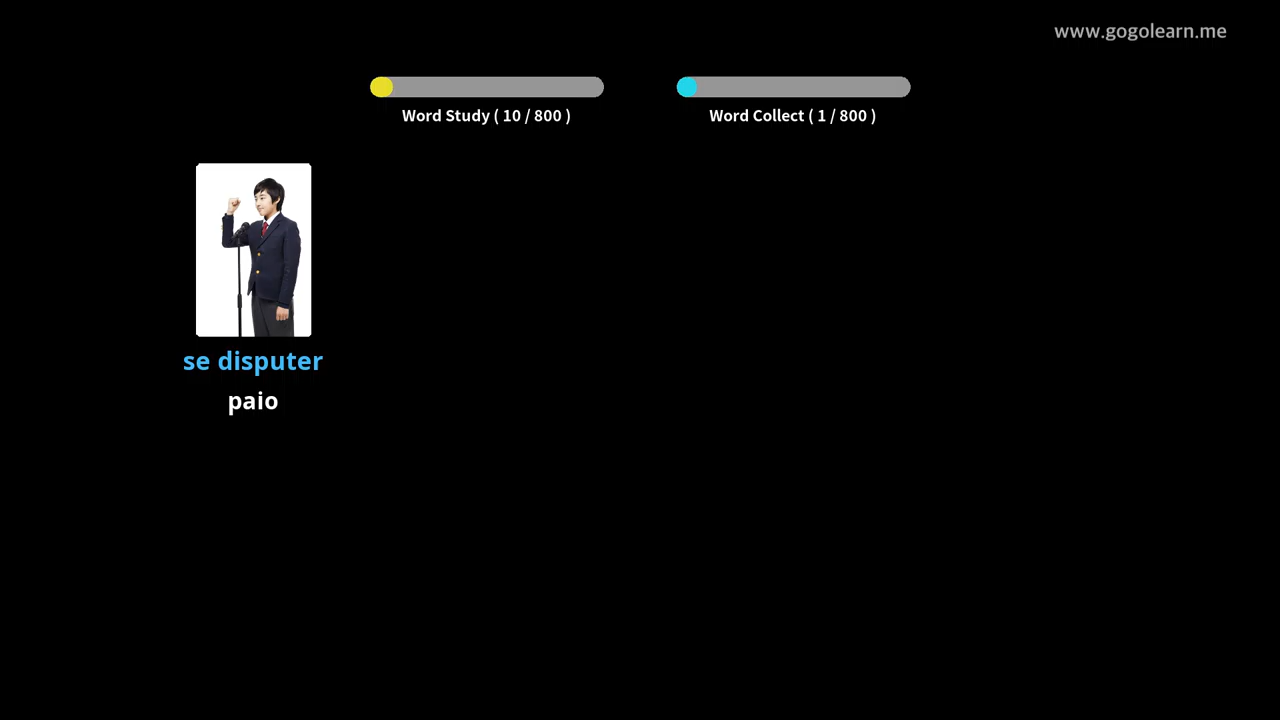 www.gogolearn.me
Word Study ( 10 / 800 )
Word Collect ( 1 / 800 )
se disputer
paio